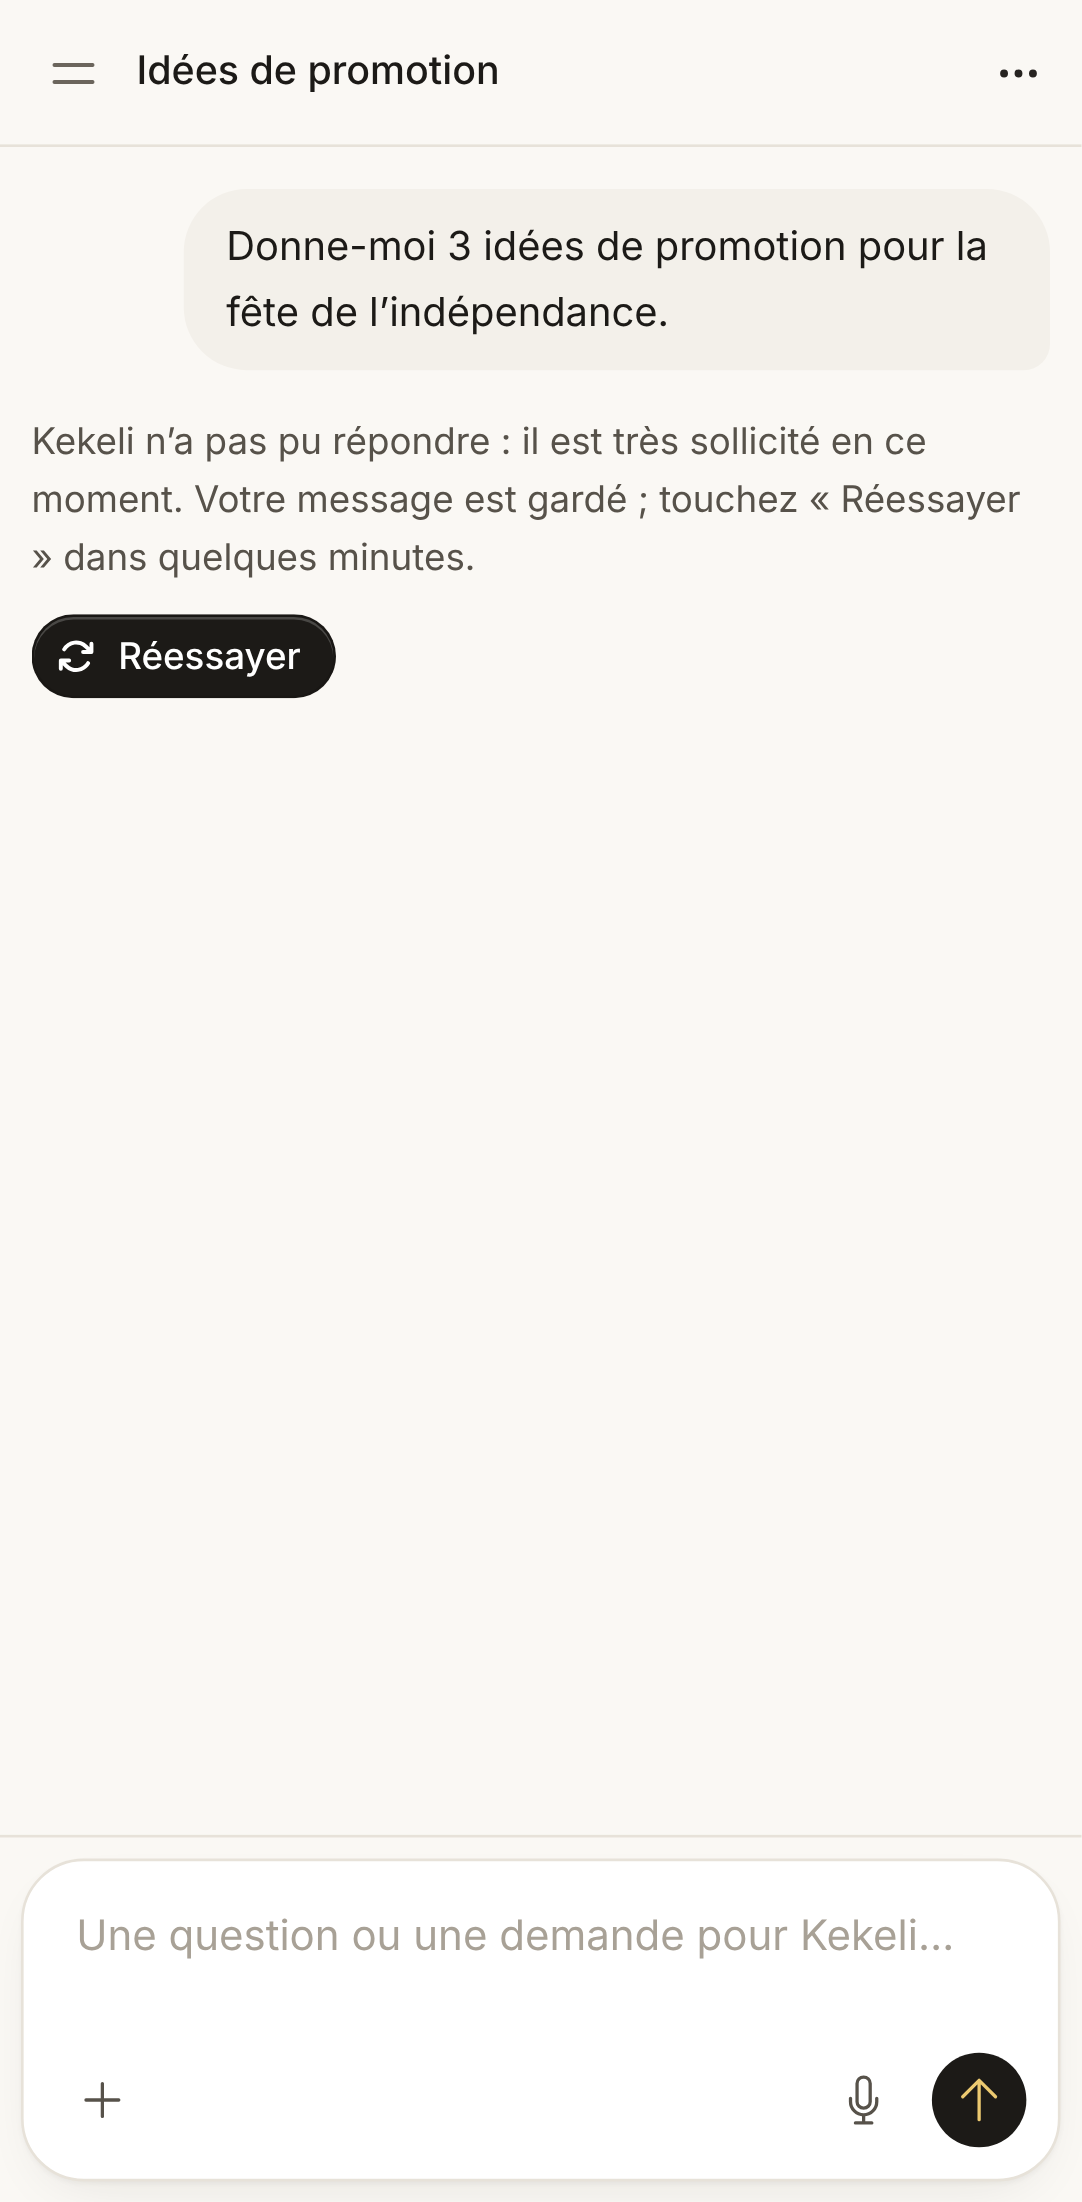 Idées de promotion
Donne-moi 3 idées de promotion pour la
fête de l’indépendance.
Kekeli n’a pas pu répondre : il est très sollicité en ce
moment. Votre message est gardé ; touchez « Réessayer
» dans quelques minutes.
Réessayer
Une question ou une demande pour Kekeli…